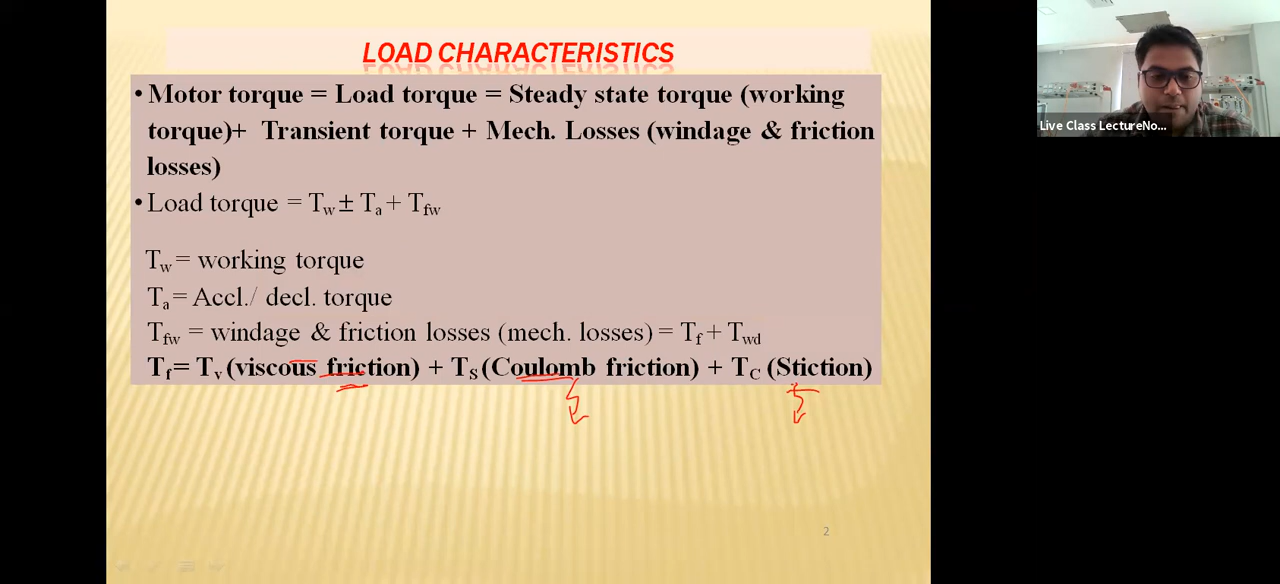 LOAD CHARACTERISTICS
• Motor torque = Load torque = Steady state torque (working
torque)+ Transient torque + Mech. Losses (windage & friction
losses)
• Load torque = Tw ± Ta + Tfw
Tw = working torque
Ta = Accl./ decl. torque
Tfw = windage & friction losses (mech. losses) = Tf + Twd
Tf = Tv (viscous friction) + TS (Coulomb friction) + TC (Stiction)
2
Live Class LectureNo...